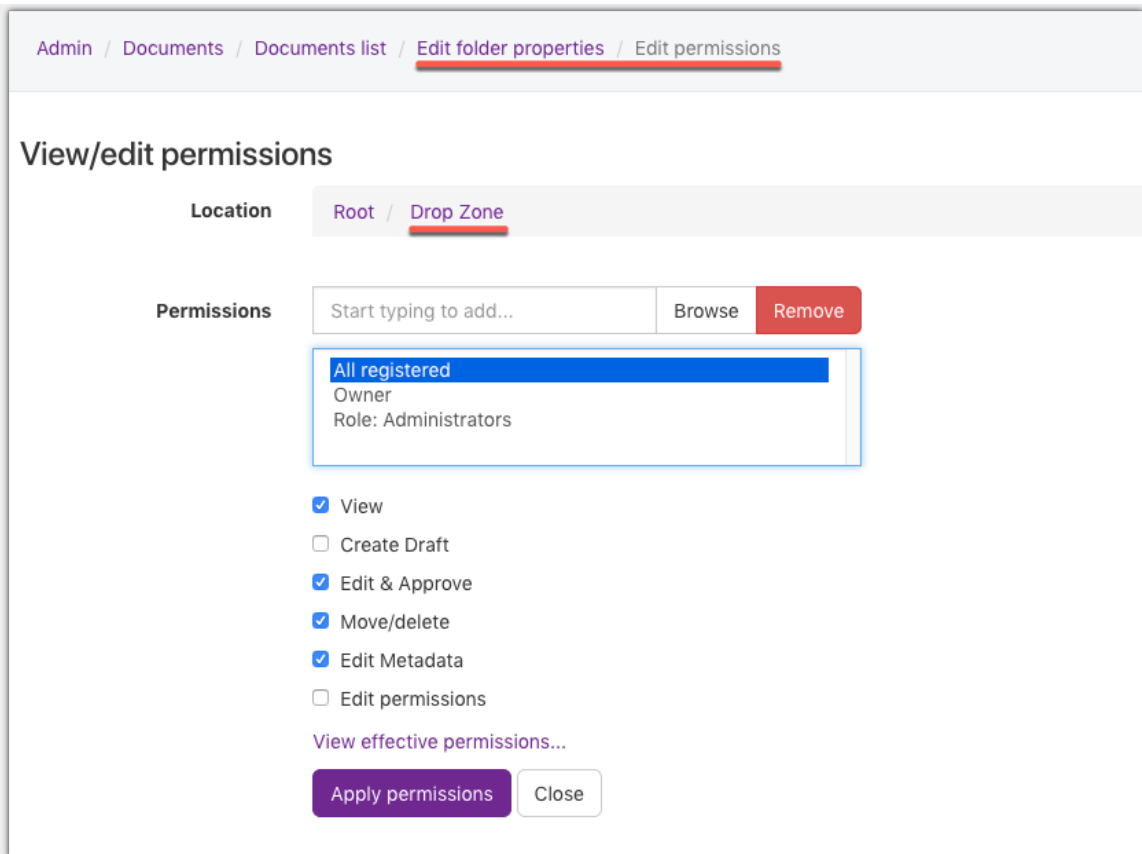 Admin / Documents / Documents list / Edit folder properties / Edit permissions
View/edit permissions
Location Root / Drop Zone
Permissions Start typing to add... Browse Remove
All registered
Owner
Role: Administrators
View
Create Draft
Edit & Approve
Move/delete
Edit Metadata
Edit permissions
View effective permissions...
Apply permissions Close